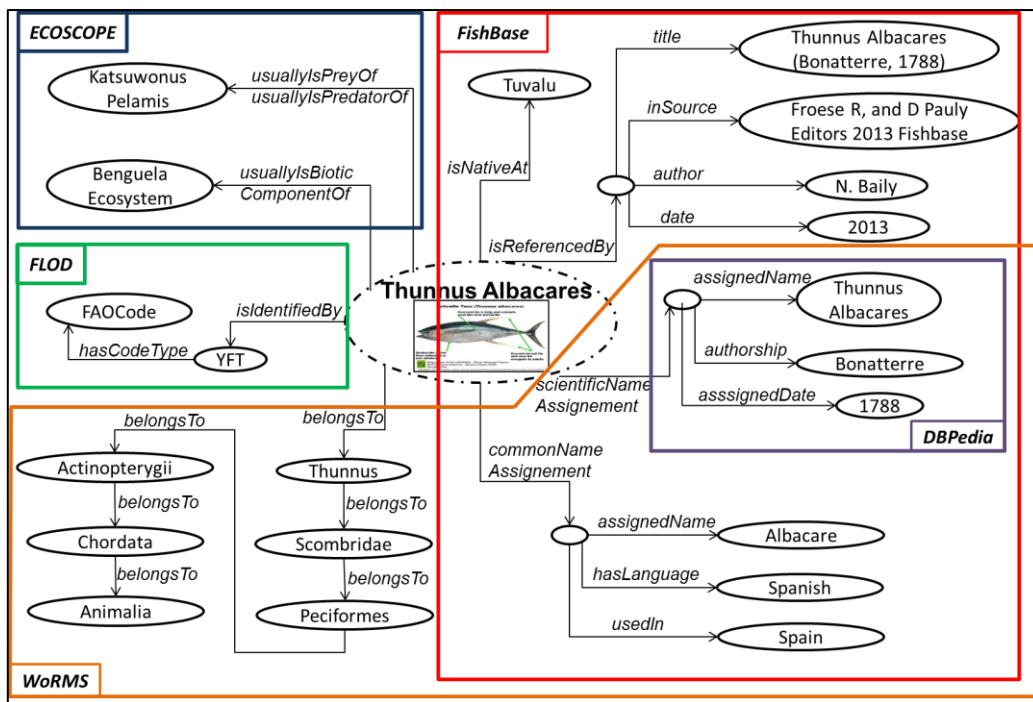 ECOSCOPE
Katsuwonus
Pelamis
usuallyIsPreyOf
usuallyIsPredatorOf
Benguela
Ecosystem
usuallyIsBiotic
ComponentOf
FishBase
Tuvalu
isNativeAt
title
Thunnus Albacares
(Bonatterre, 1788)
inSource
Froese R, and D Pauly
Editors 2013 Fishbase
author
N. Baily
date
2013
isReferencedBy
FLOD
FAOCode
isIdentifiedBy
hasCodeType
YFT
Thunnus Albacares
scientificName
Assignement
assignedName
Thunnus
Albacares
authorship
Bonatterre
asssignedDate
1788
DBPedia
belongsTo
belongsTo
Actinopterygii
Thunnus
belongsTo
belongsTo
Chordata
Scombridae
belongsTo
belongsTo
Animalia
Peciformes
commonName
Assignement
assignedName
Albacare
hasLanguage
Spanish
usedIn
Spain
WoRMS